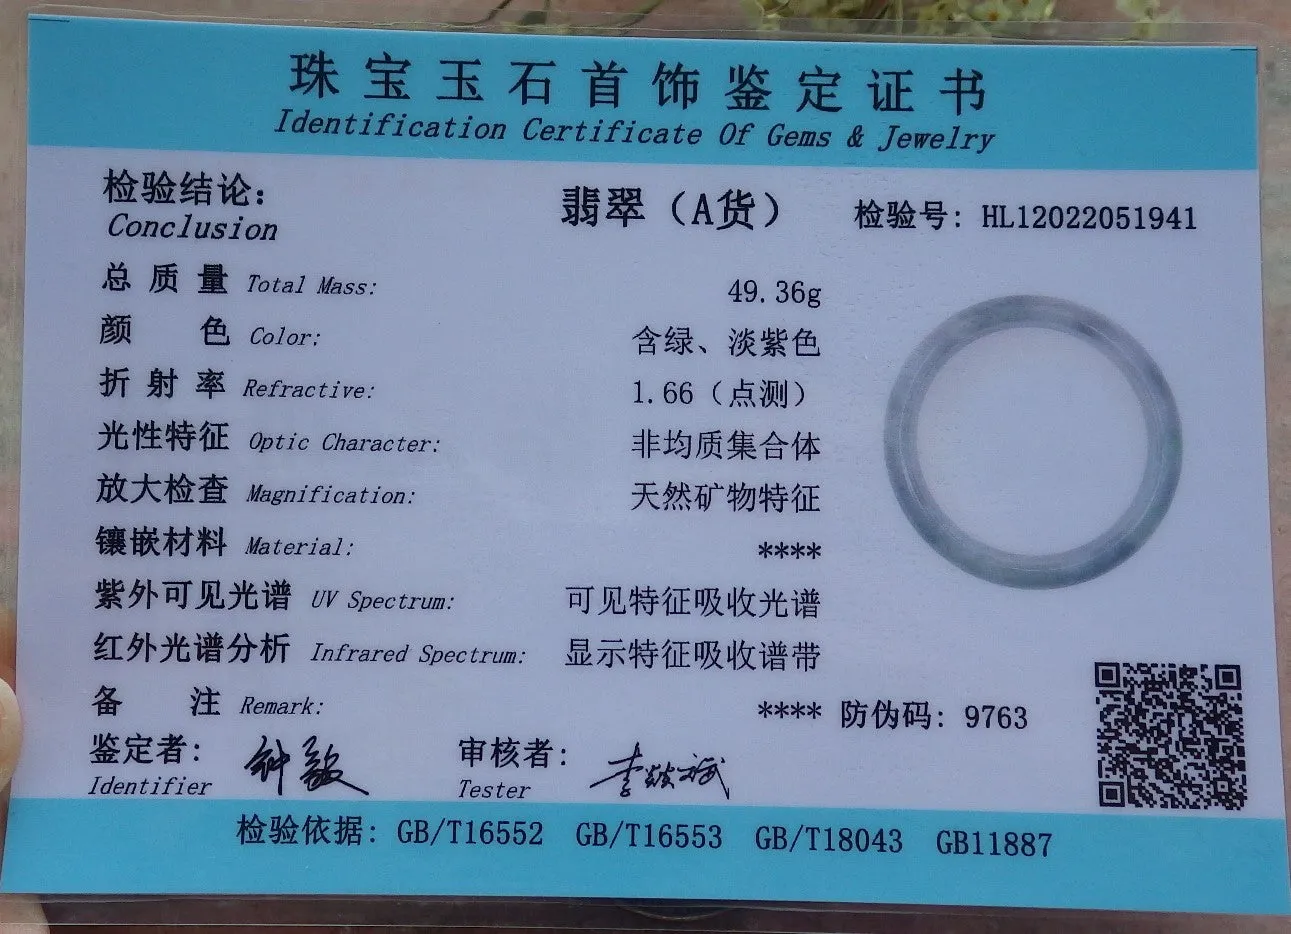 珠宝玉石首饰鉴定证书
Identification Certificate Of Gems & Jewelry
检验结论: 翡翠（A货） 检验号: HL12022051941
Conclusion
总质量 Total Mass: 49.36g
颜色 Color: 含绿、淡紫色
折射率 Refractive: 1.66（点测）
光性特征 Optic Character: 非均质集合体
放大检查 Magnification: 天然矿物特征
镶嵌材料 Material: ****
紫外可见光谱 UV Spectrum: 可见特征吸收光谱
红外光谱分析 Infrared Spectrum: 显示特征吸收谱带
备注 Remark: **** 防伪码: 9763
鉴定者: 审核者:
Identifier Tester
检验依据: GB/T16552 GB/T16553 GB/T18043 GB11887